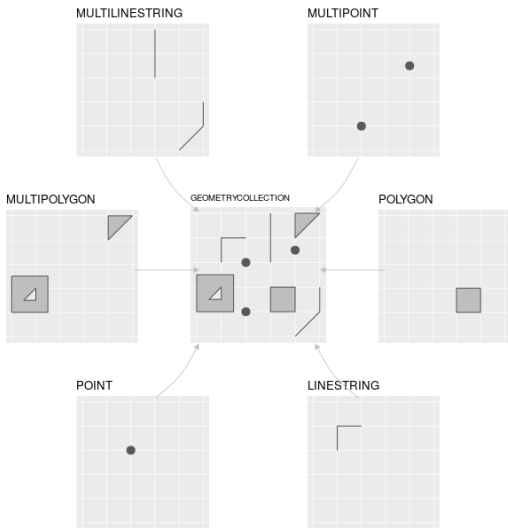 MULTILINESTRING
MULTIPOINT
MULTIPOLYGON
GEOMETRYCOLLECTION
POLYGON
POINT
LINESTRING